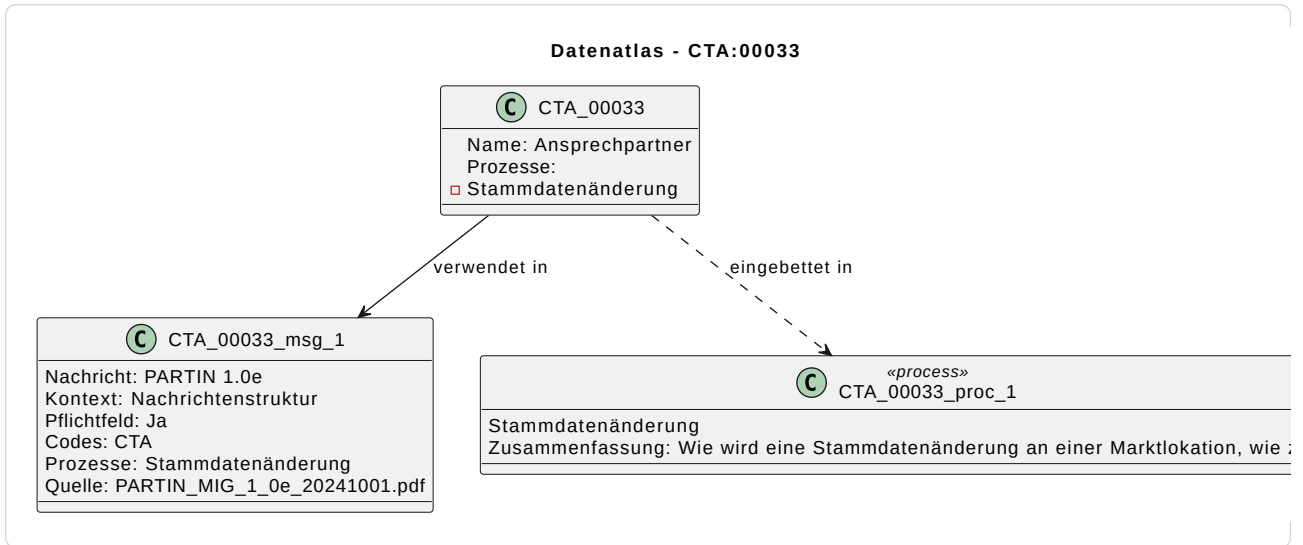 Datenatlas - CTA:00033
C CTA_00033
Name: Ansprechpartner
Prozesse:
Stammdatenänderung
verwendet in
eingebettet in
C CTA_00033_msg_1
Nachricht: PARTIN 1.0e
Kontext: Nachrichtenstruktur
Pflichtfeld: Ja
Codes: CTA
Prozesse: Stammdatenänderung
Quelle: PARTIN_MIG_1_0e_20241001.pdf
«process»
C CTA_00033_proc_1
Stammdatenänderung
Zusammenfassung: Wie wird eine Stammdatenänderung an einer Marktlokation, wie